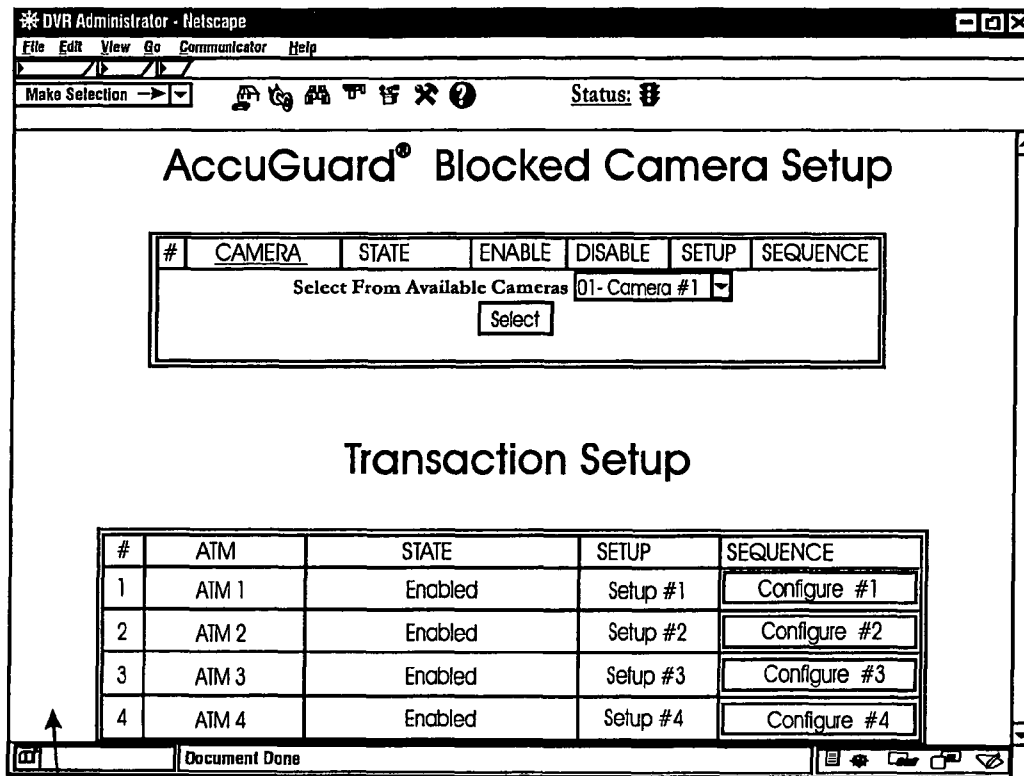 DVR Administrator - Netscape
File Edit View Go Communicator Help
Make Selection
Status:
AccuGuard® Blocked Camera Setup
# CAMERA STATE ENABLE DISABLE SETUP SEQUENCE
Select From Available Cameras 01- Camera #1
Select
Transaction Setup
# ATM STATE SETUP SEQUENCE
1 ATM 1 Enabled Setup #1 Configure #1
2 ATM 2 Enabled Setup #2 Configure #2
3 ATM 3 Enabled Setup #3 Configure #3
4 ATM 4 Enabled Setup #4 Configure #4
Document Done